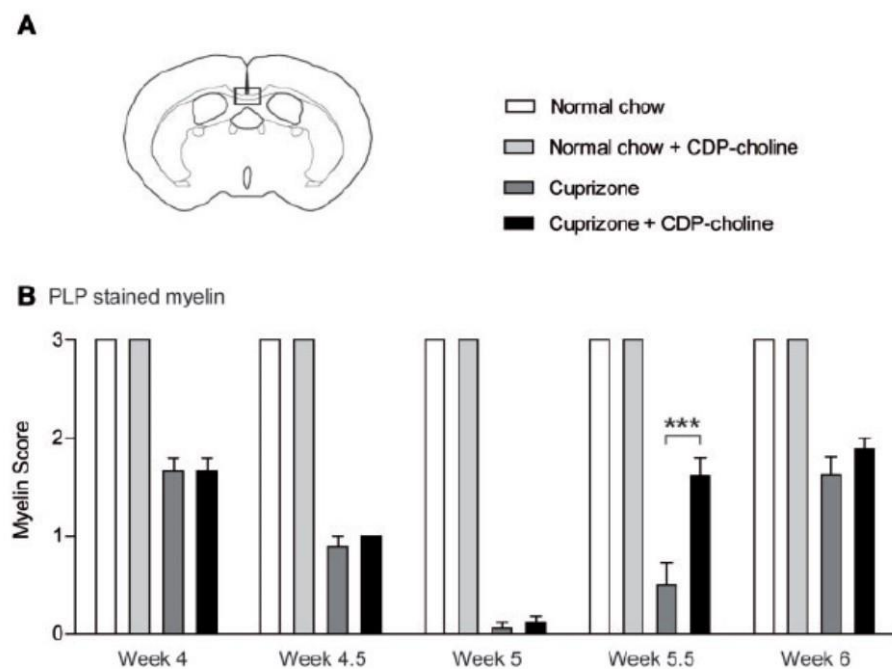 A
Normal chow
Normal chow + CDP-choline
Cuprizone
Cuprizone + CDP-choline
B PLP stained myelin
3
2
1
0
Myelin Score
***
Week 4 Week 4.5 Week 5 Week 5.5 Week 6